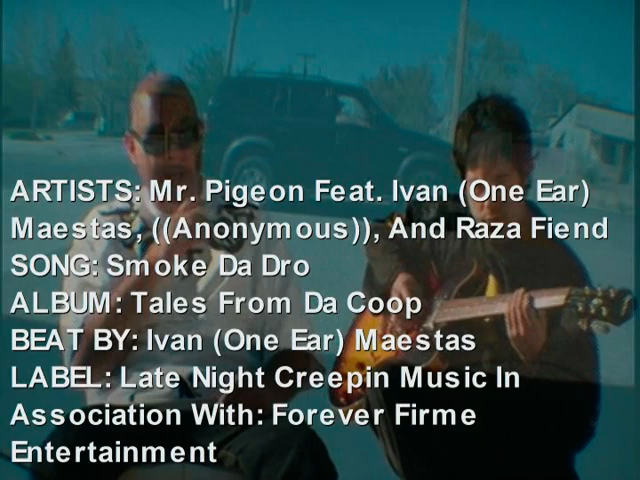 ARTISTS: Mr. Pigeon Feat. Ivan (One Ear)
Maestas, ((Anonymous)), And Raza Fiend
SONG: Smoke Da Dro
ALBUM: Tales From Da Coop
BEAT BY: Ivan (One Ear) Maestas
LABEL: Late Night Creepin Music In
Association With: Forever Firme
Entertainment